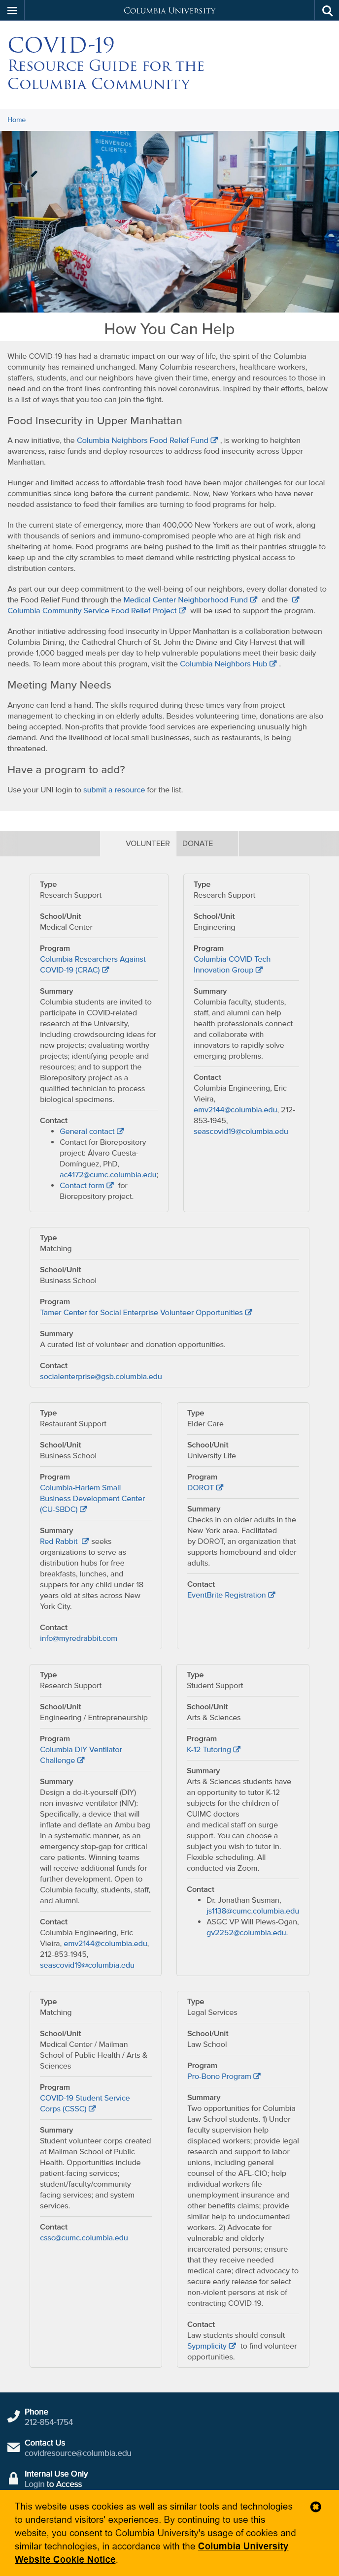 Columbia University
COVID-19
Resource Guide for the
Columbia Community
Home
BIENVENIDOS
CLIENTS
How You Can Help
While COVID-19 has had a dramatic impact on our way of life, the spirit of the Columbia
community has remained unchanged. Many Columbia researchers, healthcare workers,
staffers, students, and our neighbors have given their time, energy and resources to those in
need and on the front lines confronting this novel coronavirus. Inspired by their efforts, below
is a list of ways that you too can join the fight.
Food Insecurity in Upper Manhattan
A new initiative, the Columbia Neighbors Food Relief Fund , is working to heighten
awareness, raise funds and deploy resources to address food insecurity across Upper
Manhattan.
Hunger and limited access to affordable fresh food have been major challenges for our local
communities since long before the current pandemic. Now, New Yorkers who have never
needed assistance to feed their families are turning to food programs for help.
In the current state of emergency, more than 400,000 New Yorkers are out of work, along
with thousands of seniors and immuno-compromised people who are at high risk and
sheltering at home. Food programs are being pushed to the limit as their pantries struggle to
keep up and the city scrambles to meet demand while restricting physical access to
distribution centers.
As part of our deep commitment to the well-being of our neighbors, every dollar donated to
the Food Relief Fund through the Medical Center Neighborhood Fund and the
Columbia Community Service Food Relief Project will be used to support the program.
Another initiative addressing food insecurity in Upper Manhattan is a collaboration between
Columbia Dining, the Cathedral Church of St. John the Divine and City Harvest that will
provide 1,000 bagged meals per day to help vulnerable populations meet their basic daily
needs. To learn more about this program, visit the Columbia Neighbors Hub .
Meeting Many Needs
Anyone can lend a hand. The skills required during these times vary from project
management to checking in on elderly adults. Besides volunteering time, donations are also
being accepted. Non-profits that provide food services are experiencing unusually high
demand. And the livelihood of local small businesses, such as restaurants, is being
threatened.
Have a program to add?
Use your UNI login to submit a resource for the list.
VOLUNTEER DONATE
Type
Research Support
School/Unit
Medical Center
Program
Columbia Researchers Against
COVID-19 (CRAC)
Summary
Columbia students are invited to
participate in COVID-related
research at the University,
including crowdsourcing ideas for
new projects; evaluating worthy
projects; identifying people and
resources; and to support the
Biorepository project as a
qualified technician to process
biological specimens.
Contact
General contact
Contact for Biorepository
project: Álvaro Cuesta-
Domínguez, PhD,
ac4172@cumc.columbia.edu;
Contact form for
Biorepository project.
Type
Research Support
School/Unit
Engineering
Program
Columbia COVID Tech
Innovation Group
Summary
Columbia faculty, students,
staff, and alumni can help
health professionals connect
and collaborate with
innovators to rapidly solve
emerging problems.
Contact
Columbia Engineering, Eric
Vieira,
emv2144@columbia.edu, 212-
853-1945,
seascovid19@columbia.edu
Type
Matching
School/Unit
Business School
Program
Tamer Center for Social Enterprise Volunteer Opportunities
Summary
A curated list of volunteer and donation opportunities.
Contact
socialenterprise@gsb.columbia.edu
Type
Restaurant Support
School/Unit
Business School
Program
Columbia-Harlem Small
Business Development Center
(CU-SBDC)
Summary
Red Rabbit seeks
organizations to serve as
distribution hubs for free
breakfasts, lunches, and
suppers for any child under 18
years old at sites across New
York City.
Contact
info@myredrabbit.com
Type
Elder Care
School/Unit
University Life
Program
DOROT
Summary
Checks in on older adults in the
New York area. Facilitated
by DOROT, an organization that
supports homebound and older
adults.
Contact
EventBrite Registration
Type
Research Support
School/Unit
Engineering / Entrepreneurship
Program
Columbia DIY Ventilator
Challenge
Summary
Design a do-it-yourself (DIY)
non-invasive ventilator (NIV):
Specifically, a device that will
inflate and deflate an Ambu bag
in a systematic manner, as an
emergency stop-gap for critical
care patients. Winning teams
will receive additional funds for
further development. Open to
Columbia faculty, students, staff,
and alumni.
Contact
Columbia Engineering, Eric
Vieira, emv2144@columbia.edu,
212-853-1945,
seascovid19@columbia.edu
Type
Student Support
School/Unit
Arts & Sciences
Program
K-12 Tutoring
Summary
Arts & Sciences students have
an opportunity to tutor K-12
subjects for the children of
CUIMC doctors
and medical staff on surge
support. You can choose a
subject you wish to tutor in.
Flexible scheduling. All
conducted via Zoom.
Contact
Dr. Jonathan Susman,
js1138@cumc.columbia.edu
ASGC VP Will Plews-Ogan,
gv2252@columbia.edu.
Type
Matching
School/Unit
Medical Center / Mailman
School of Public Health / Arts &
Sciences
Program
COVID-19 Student Service
Corps (CSSC)
Summary
Student volunteer corps created
at Mailman School of Public
Health. Opportunities include
patient-facing services;
student/faculty/community-
facing services; and system
services.
Contact
cssc@cumc.columbia.edu
Type
Legal Services
School/Unit
Law School
Program
Pro-Bono Program
Summary
Two opportunities for Columbia
Law School students. 1) Under
faculty supervision help
displaced workers; provide legal
research and support to labor
unions, including general
counsel of the AFL-CIO; help
individual workers file
unemployment insurance and
other benefits claims; provide
similar help to undocumented
workers. 2) Advocate for
vulnerable and elderly
incarcerated persons; ensure
that they receive needed
medical care; direct advocacy to
secure early release for select
non-violent persons at risk of
contracting COVID-19.
Contact
Law students should consult
Sypmplicity to find volunteer
opportunities.
Phone
212-854-1754
Contact Us
covidresource@columbia.edu
Internal Use Only
Login to Access
This website uses cookies as well as similar tools and technologies
to understand visitors' experiences. By continuing to use this
website, you consent to Columbia University's usage of cookies and
similar technologies, in accordance with the Columbia University
Website Cookie Notice.